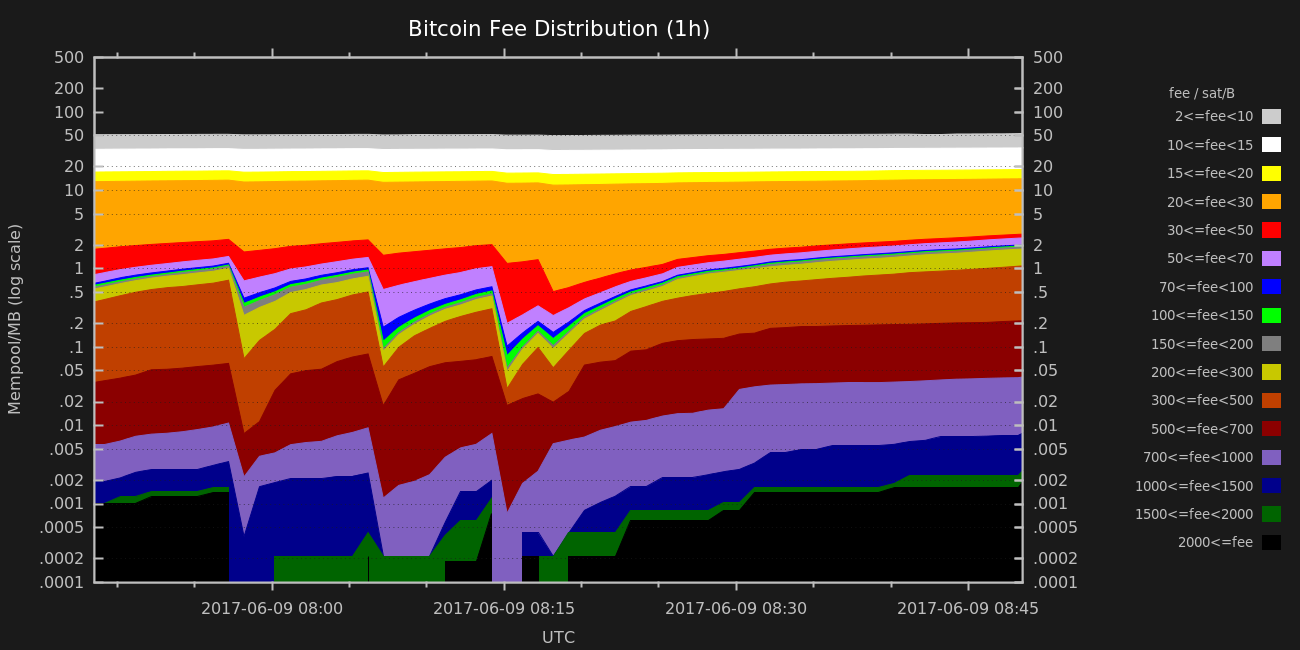 Bitcoin Fee Distribution (1h)
500
200
100
50
20
10
5
2
1
.5
.2
.1
.05
.02
.01
.005
.002
.001
.0005
.0002
.0001
Mempool/MB (log scale)
500
200
100
50
20
10
5
2
1
.5
.2
.1
.05
.02
.01
.005
.002
.001
.0005
.0002
.0001
2017-06-09 08:00
2017-06-09 08:15
2017-06-09 08:30
2017-06-09 08:45
UTC
fee / sat/B
2<=fee<10
10<=fee<15
15<=fee<20
20<=fee<30
30<=fee<50
50<=fee<70
70<=fee<100
100<=fee<150
150<=fee<200
200<=fee<300
300<=fee<500
500<=fee<700
700<=fee<1000
1000<=fee<1500
1500<=fee<2000
2000<=fee